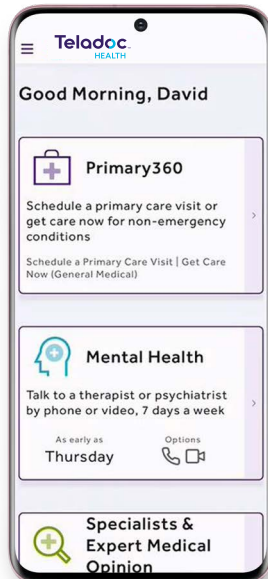 Teladoc
HEALTH
Good Morning, David
Primary360
Schedule a primary care visit or
get care now for non-emergency
conditions
Schedule a Primary Care Visit | Get Care
Now (General Medical)
Mental Health
Talk to a therapist or psychiatrist
by phone or video, 7 days a week
As early as
Thursday
Options
Specialists &
Expert Medical
Opinion